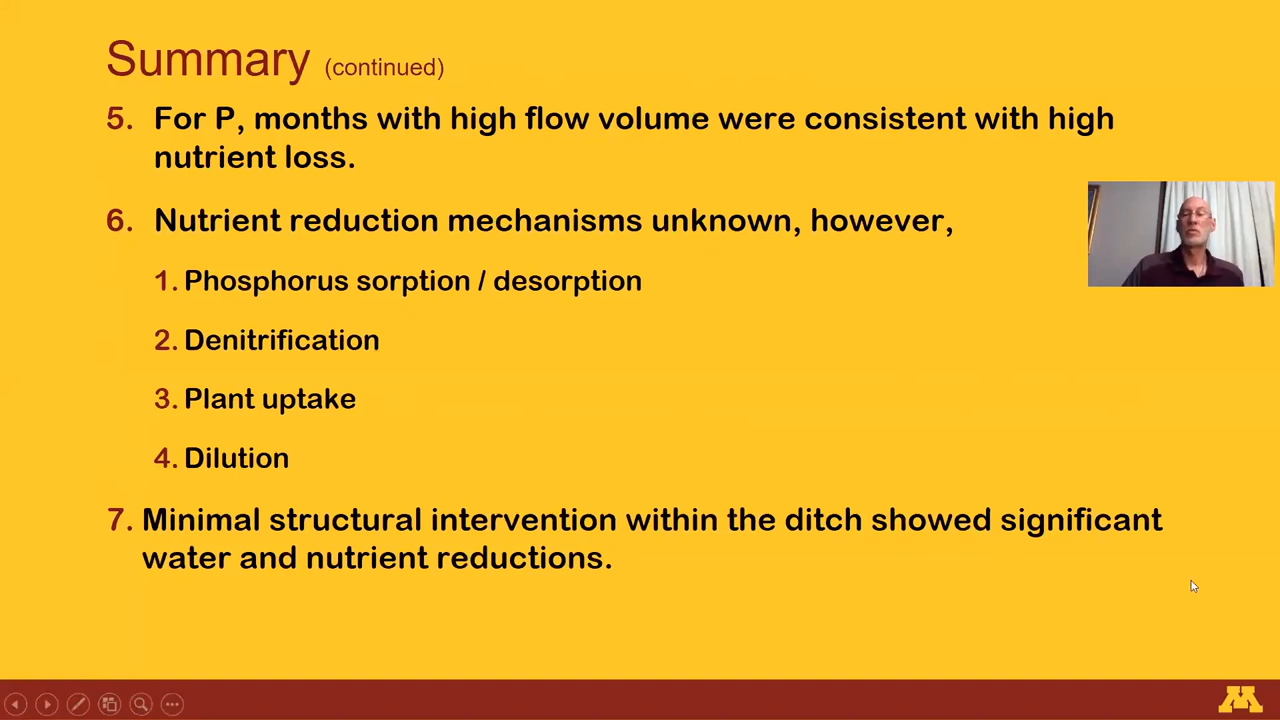 Summary (continued)
5. For P, months with high flow volume were consistent with high
nutrient loss.
6. Nutrient reduction mechanisms unknown, however,
1. Phosphorus sorption / desorption
2. Denitrification
3. Plant uptake
4. Dilution
7. Minimal structural intervention within the ditch showed significant
water and nutrient reductions.
M